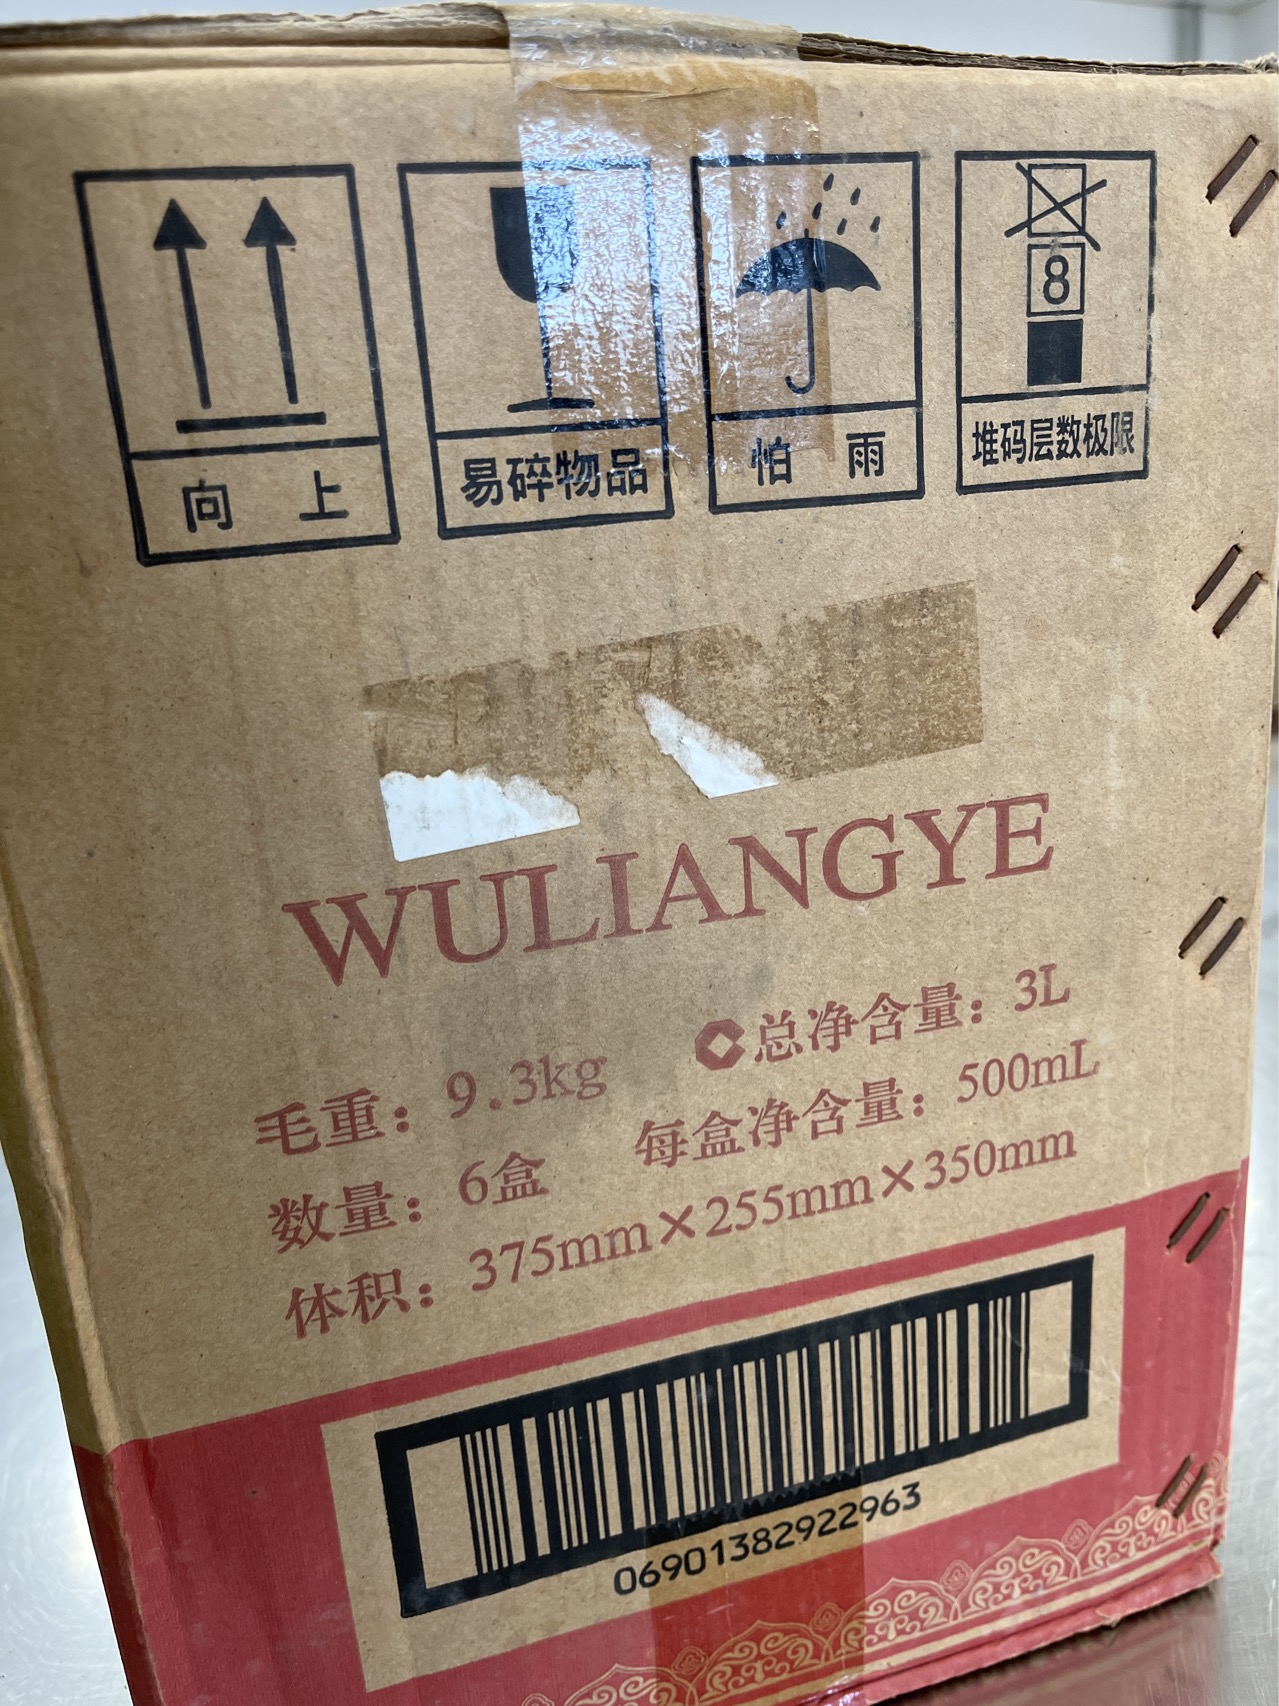 8
向 上
易碎物品
怕 雨
堆码层数极限
WULIANGYE
毛重：9.3kg 总净含量：3L
数量：6盒 每盒净含量：500mL
体积：375mm×255mm×350mm
06901382922963